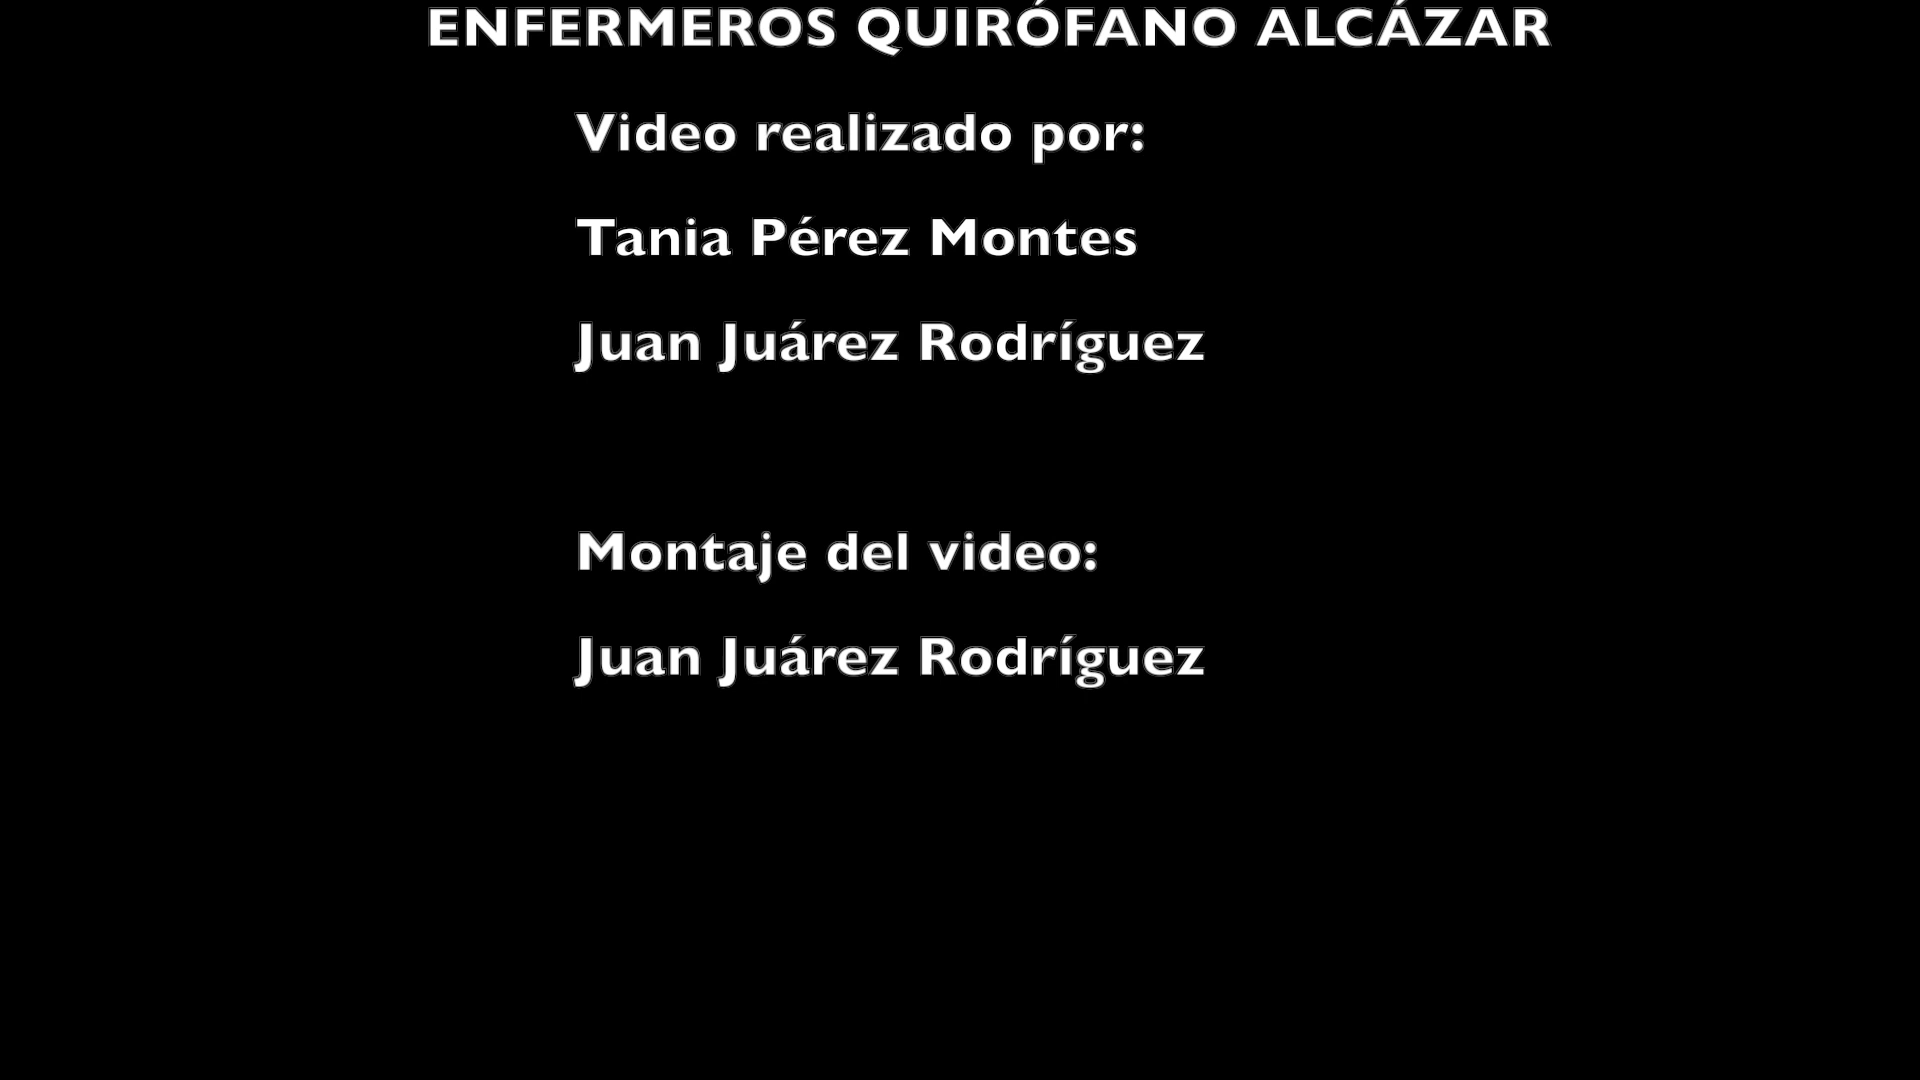 ENFERMEROS QUIRÓFANO ALCÁZAR
Video realizado por:
Tania Pérez Montes
Juan Juárez Rodríguez
Montaje del video:
Juan Juárez Rodríguez